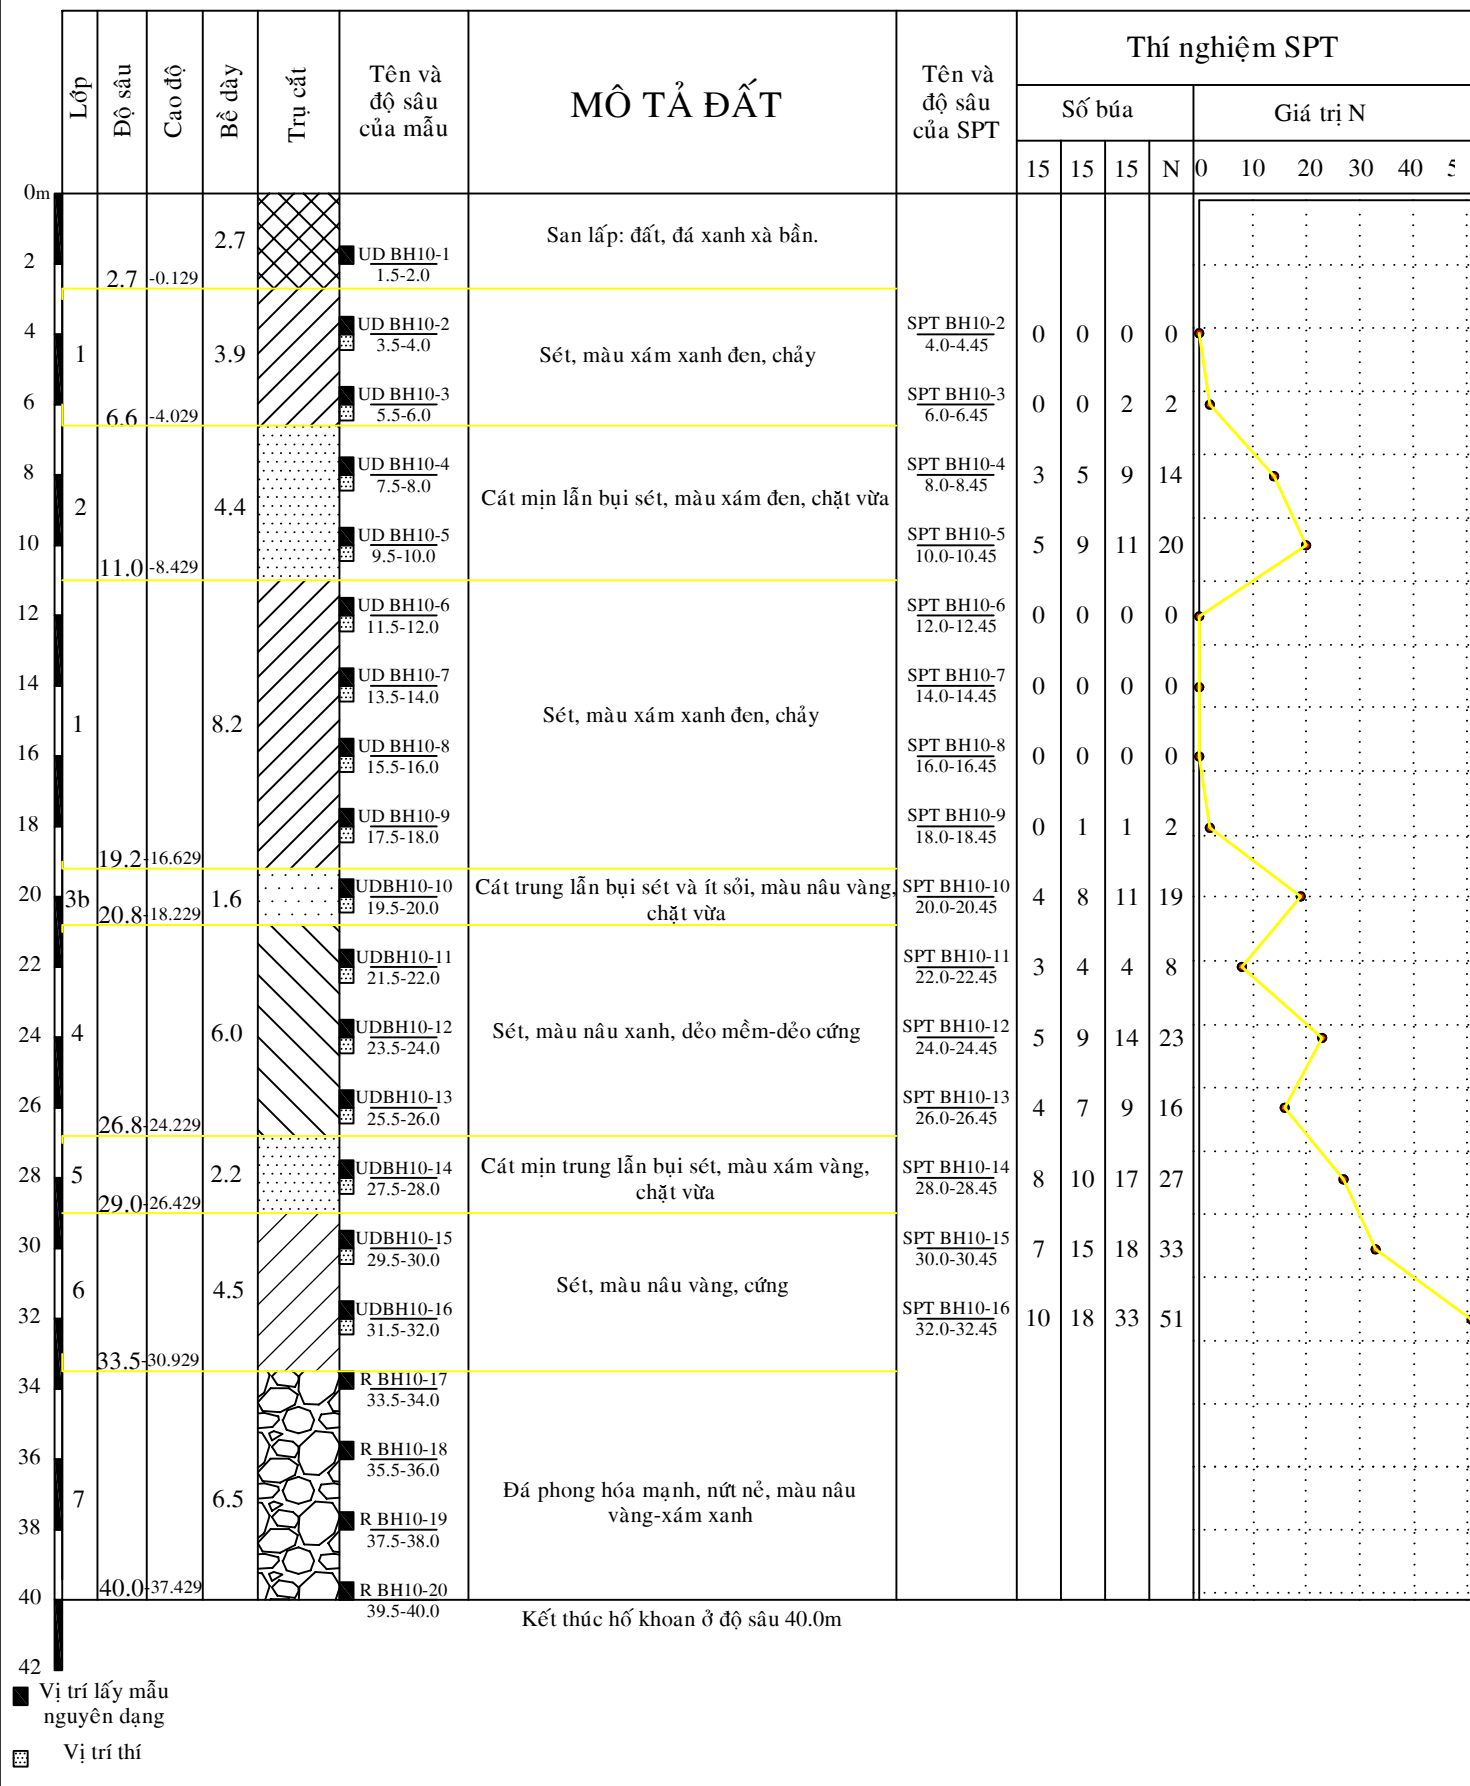 Lớp
Độ sâu
Cao độ
Bề dày
Trụ cắt
Tên và
độ sâu
của mẫu
MÔ TẢ ĐẤT
Tên và
độ sâu
của SPT
Thí nghiệm SPT
Số búa
Giá trị N
15 15 15 N 0 10 20 30 40 5
0m
2.7
San lấp: đất, đá xanh xà bần.
UD BH10-1
1.5-2.0
2
2.7 -0.129
UD BH10-2
3.5-4.0
SPT BH10-2
4.0-4.45
4
0 0 0 0
1
3.9
Sét, màu xám xanh đen, chảy
UD BH10-3
5.5-6.0
SPT BH10-3
6.0-6.45
6
0 0 2 2
6.6 -4.029
UD BH10-4
7.5-8.0
SPT BH10-4
8.0-8.45
8
3 5 9 14
2
4.4
Cát mịn lẫn bụi sét, màu xám đen, chặt vừa
UD BH10-5
9.5-10.0
SPT BH10-5
10.0-10.45
10
5 9 11 20
11.0 -8.429
UD BH10-6
11.5-12.0
SPT BH10-6
12.0-12.45
12
0 0 0 0
UD BH10-7
13.5-14.0
SPT BH10-7
14.0-14.45
14
0 0 0 0
1
8.2
Sét, màu xám xanh đen, chảy
UD BH10-8
15.5-16.0
SPT BH10-8
16.0-16.45
16
0 0 0 0
UD BH10-9
17.5-18.0
SPT BH10-9
18.0-18.45
18
0 1 1 2
19.2 -16.629
UDBH10-10
19.5-20.0
Cát trung lẫn bụi sét và ít sỏi, màu nâu vàng,
chặt vừa
SPT BH10-10
20.0-20.45
20
3b
1.6
4 8 11 19
20.8 -18.229
UDBH10-11
21.5-22.0
SPT BH10-11
22.0-22.45
22
3 4 4 8
4
6.0
UDBH10-12
23.5-24.0
Sét, màu nâu xanh, dẻo mềm-dẻo cứng
SPT BH10-12
24.0-24.45
24
5 9 14 23
UDBH10-13
25.5-26.0
SPT BH10-13
26.0-26.45
26
4 7 9 16
26.8 -24.229
5
2.2
UDBH10-14
27.5-28.0
Cát mịn trung lẫn bụi sét, màu xám vàng,
chặt vừa
SPT BH10-14
28.0-28.45
28
8 10 17 27
29.0 -26.429
UDBH10-15
29.5-30.0
SPT BH10-15
30.0-30.45
30
7 15 18 33
6
4.5
Sét, màu nâu vàng, cứng
UDBH10-16
31.5-32.0
SPT BH10-16
32.0-32.45
32
10 18 33 51
33.5 -30.929
R BH10-17
33.5-34.0
34
R BH10-18
35.5-36.0
36
7
6.5
Đá phong hóa mạnh, nứt nẻ, màu nâu
vàng-xám xanh
R BH10-19
37.5-38.0
38
40.0 -37.429
R BH10-20
39.5-40.0
40
Kết thúc hố khoan ở độ sâu 40.0m
42
Vị trí lấy mẫu
nguyên dạng
Vị trí thí